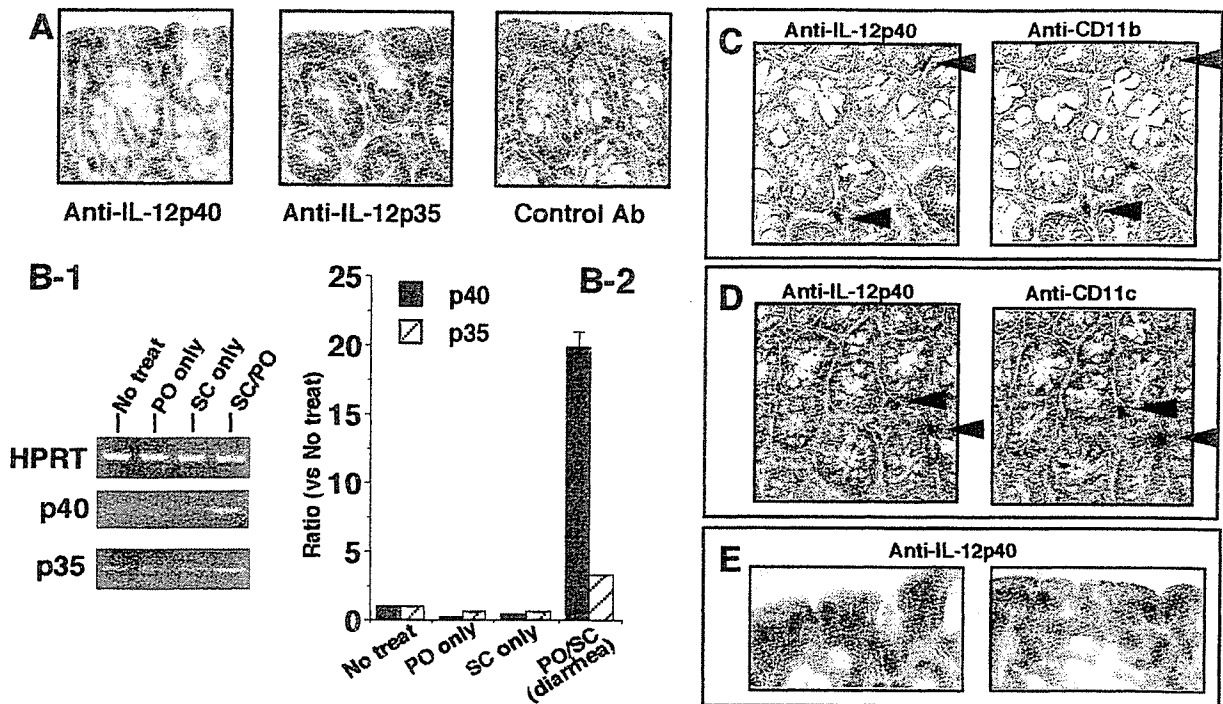 A
Anti-IL-12p40
Anti-IL-12p35
Control Ab
B-1
No treat
PO only
SC only
SC/PO
HPRT
p40
p35
B-2
25
20
15
10
5
0
Ratio (vs No treat)
p40
p35
No treat
PO only
SC only
PO/SC
(diarrhea)
C
Anti-IL-12p40
Anti-CD11b
D
Anti-IL-12p40
Anti-CD11c
E
Anti-IL-12p40